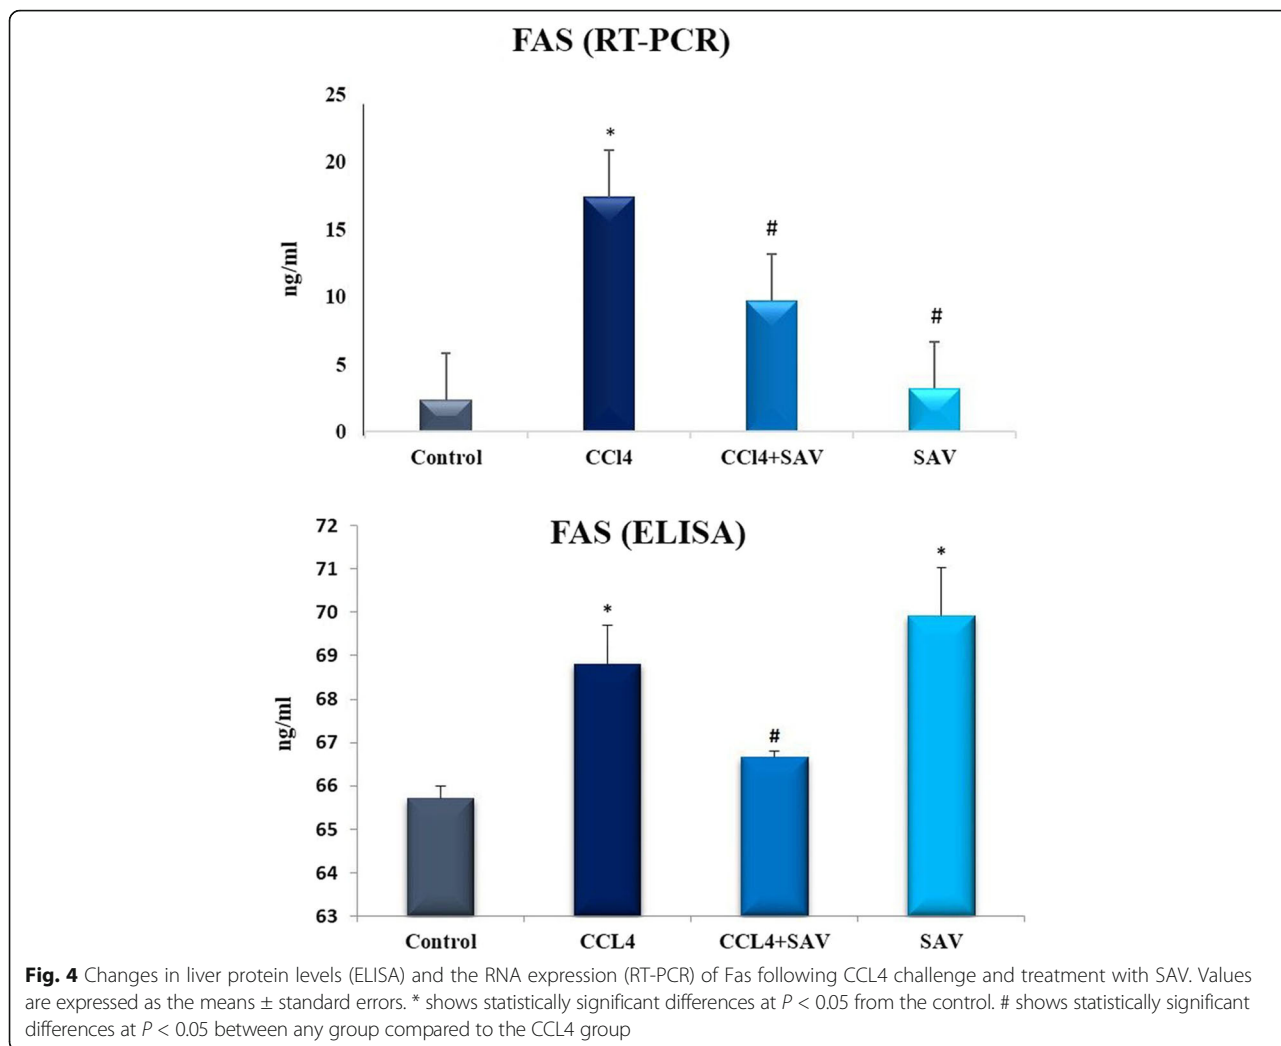 FAS (RT-PCR)
25
20
15
10
5
0
ng/ml
*
#
#
Control CCl4 CCl4+SAV SAV
FAS (ELISA)
72
71
70
69
68
67
66
65
64
63
ng/ml
*
#
*
Control CCL4 CCL4+SAV SAV
Fig. 4 Changes in liver protein levels (ELISA) and the RNA expression (RT-PCR) of Fas following CCL4 challenge and treatment with SAV. Values
are expressed as the means ± standard errors. * shows statistically significant differences at P < 0.05 from the control. # shows statistically significant
differences at P < 0.05 between any group compared to the CCL4 group